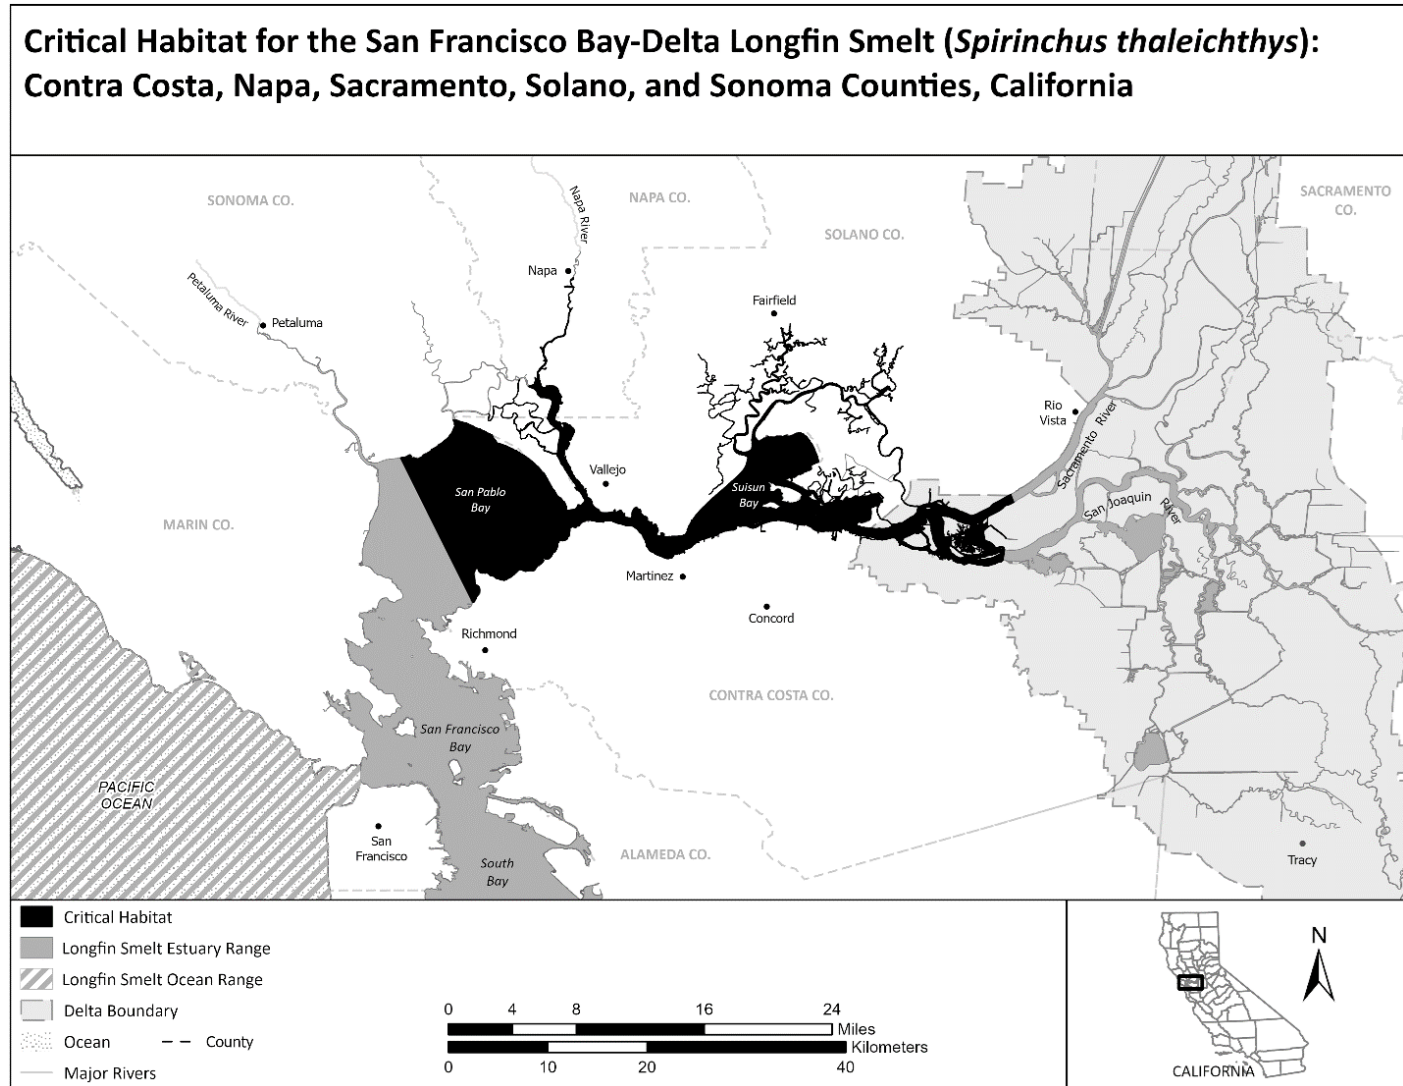 Critical Habitat for the San Francisco Bay-Delta Longfin Smelt (Spirinchus thaleichthys):
Contra Costa, Napa, Sacramento, Solano, and Sonoma Counties, California
SONOMA CO.
NAPA CO.
SOLANO CO.
SACRAMENTO
CO.
Napa River
Napa
Petaluma River
Petaluma
Fairfield
Rio
Vista
Sacramento River
San Joaquin
River
Vallejo
San Pablo
Bay
Suisun
Bay
MARIN CO.
Martinez
Concord
Richmond
CONTRA COSTA CO.
San Francisco
Bay
PACIFIC
OCEAN
San
Francisco
South
Bay
ALAMEDA CO.
Tracy
Critical Habitat
Longfin Smelt Estuary Range
Longfin Smelt Ocean Range
Delta Boundary
Ocean
County
Major Rivers
0 4 8 16 24
Miles
Kilometers
0 10 20 40
N
CALIFORNIA